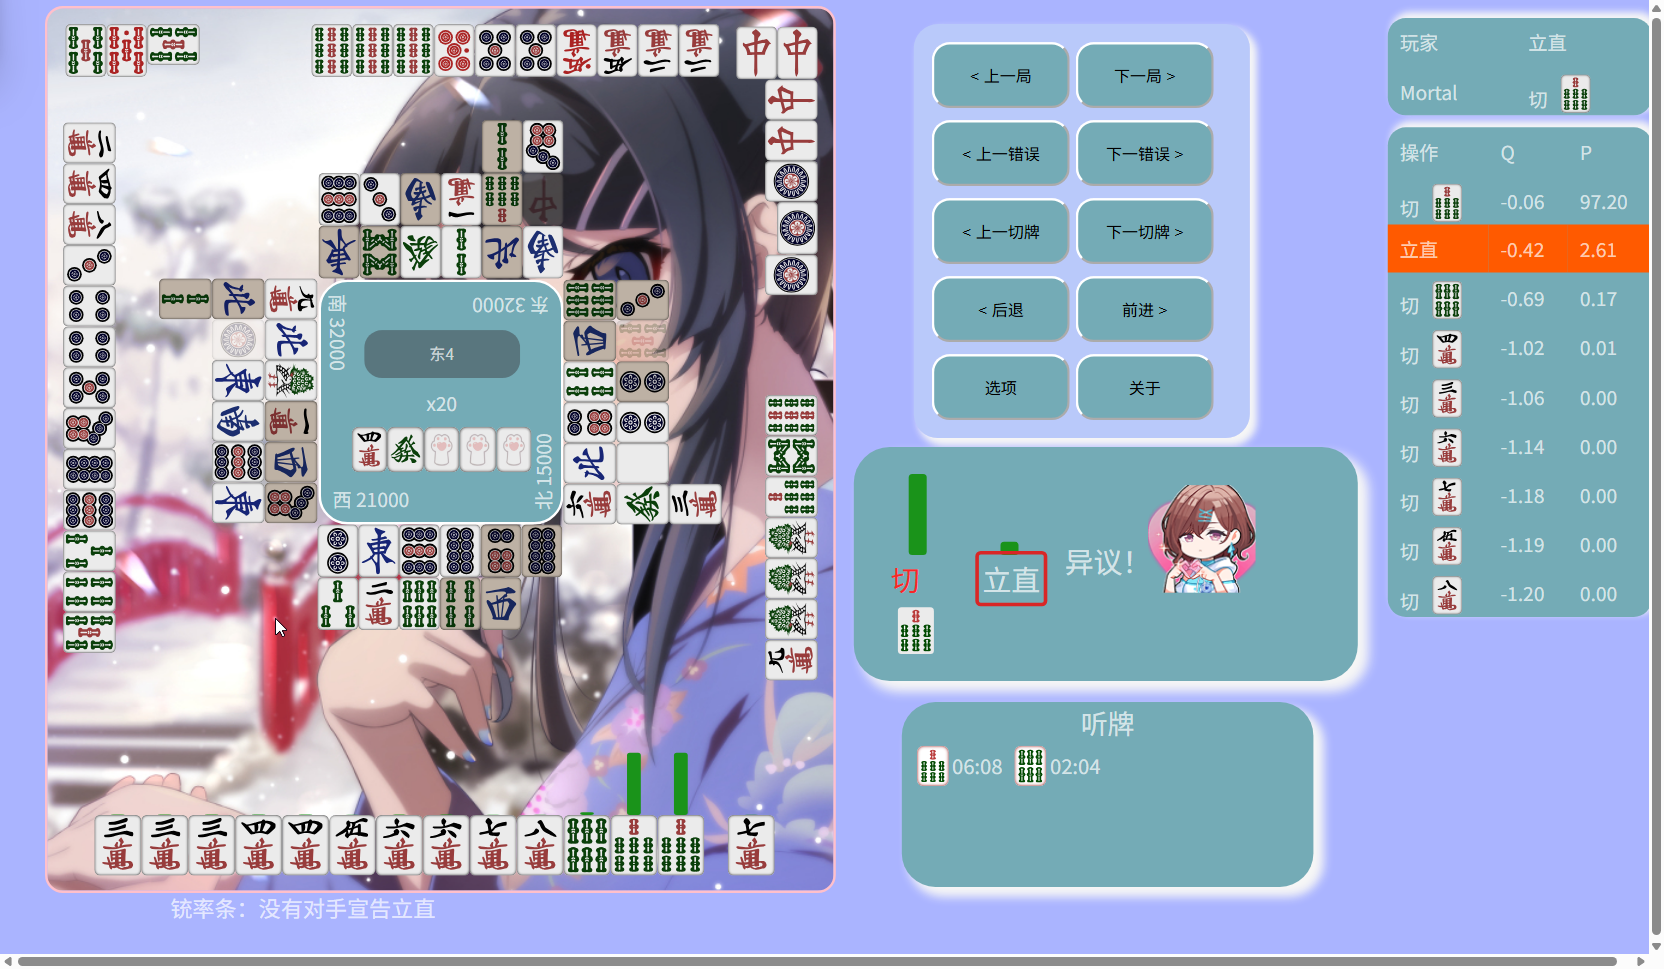 南 32000
东 32000
东4
x20
北 15000
西 21000
铳率条：没有对手宣告立直
< 上一局
下一局 >
< 上一错误
下一错误 >
< 上一切牌
下一切牌 >
< 后退
前进 >
选项
关于
切
立直
异议！
听牌
06:08
02:04
玩家 立直
Mortal 切
操作 Q P
切 -0.06 97.20
立直 -0.42 2.61
切 -0.69 0.17
切 -1.02 0.01
切 -1.06 0.00
切 -1.14 0.00
切 -1.18 0.00
切 -1.19 0.00
切 -1.20 0.00